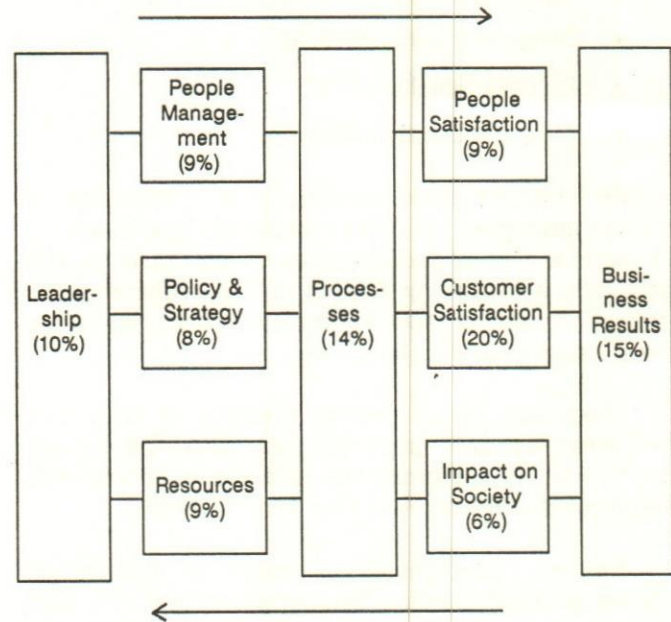 People
Manage-
ment
(9%)
People
Satisfaction
(9%)
Leader-
ship
(10%)
Policy &
Strategy
(8%)
Proces-
ses
(14%)
Customer
Satisfaction
(20%)
Busi-
ness
Results
(15%)
Resources
(9%)
Impact on
Society
(6%)